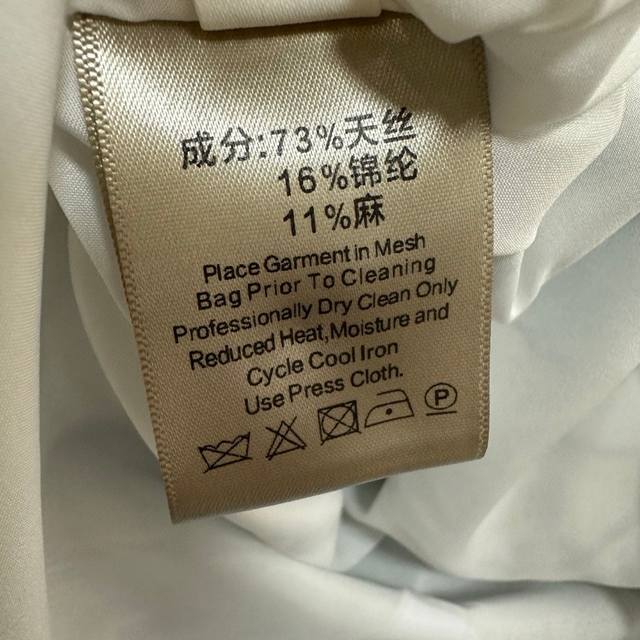 成分:73%天丝
16%锦纶
11%麻
Place Garment in Mesh
Bag Prior To Cleaning
Professionally Dry Clean Only
Reduced Heat,Moisture and
Cycle Cool Iron
Use Press Cloth.
P